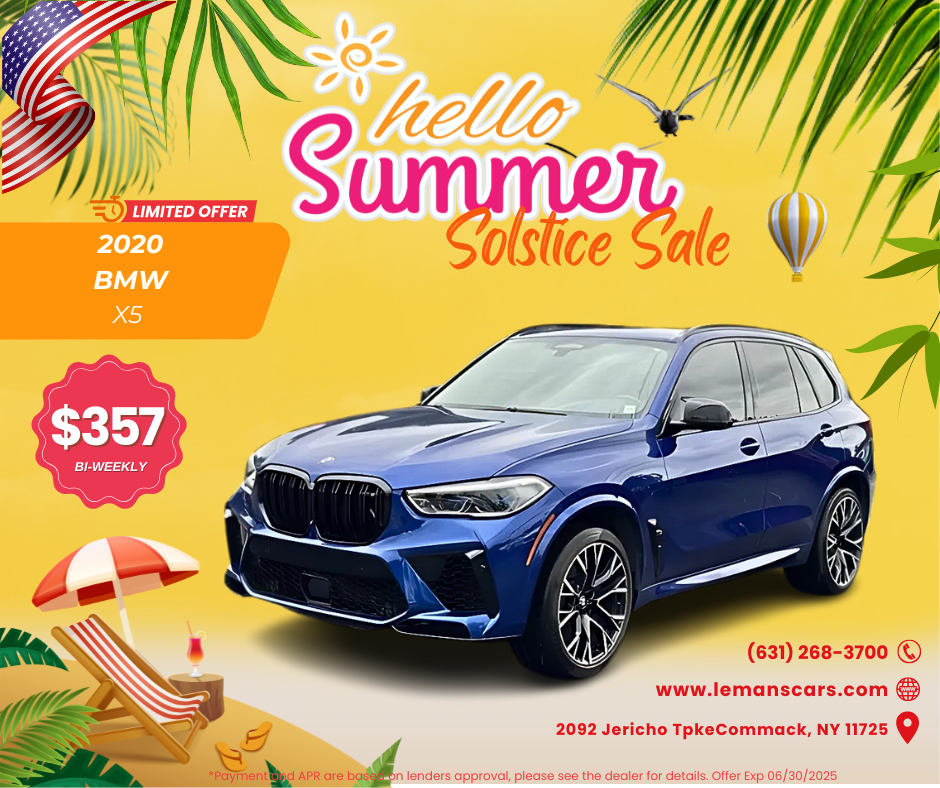 hello
Summer
Solstice Sale
LIMITED OFFER
2020
BMW
X5
$357
BI-WEEKLY
(631) 268-3700
www.lemanscars.com
WWW
2092 Jericho TpkeCommack, NY 11725
*Payment and APR are based on lenders approval, please see the dealer for details. Offer Exp 06/30/2025